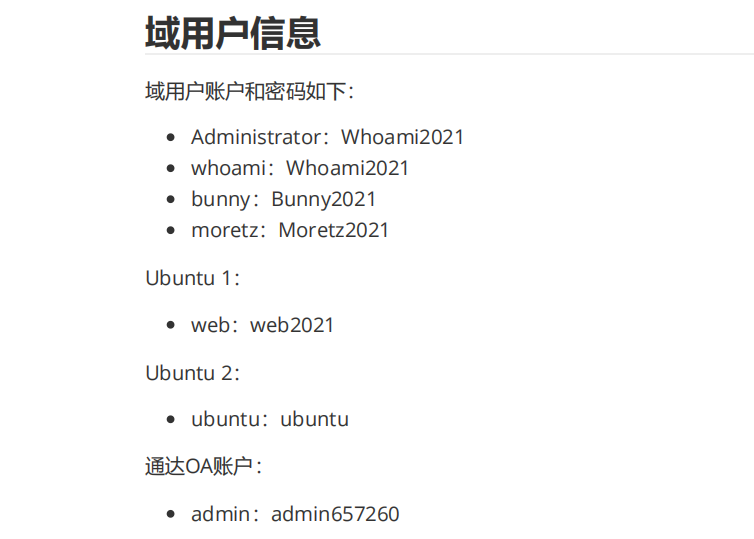 域用户信息
域用户账户和密码如下：
Administrator：Whoami2021
whoami：Whoami2021
bunny：Bunny2021
moretz：Moretz2021
Ubuntu 1：
web：web2021
Ubuntu 2：
ubuntu：ubuntu
通达OA账户：
admin：admin657260